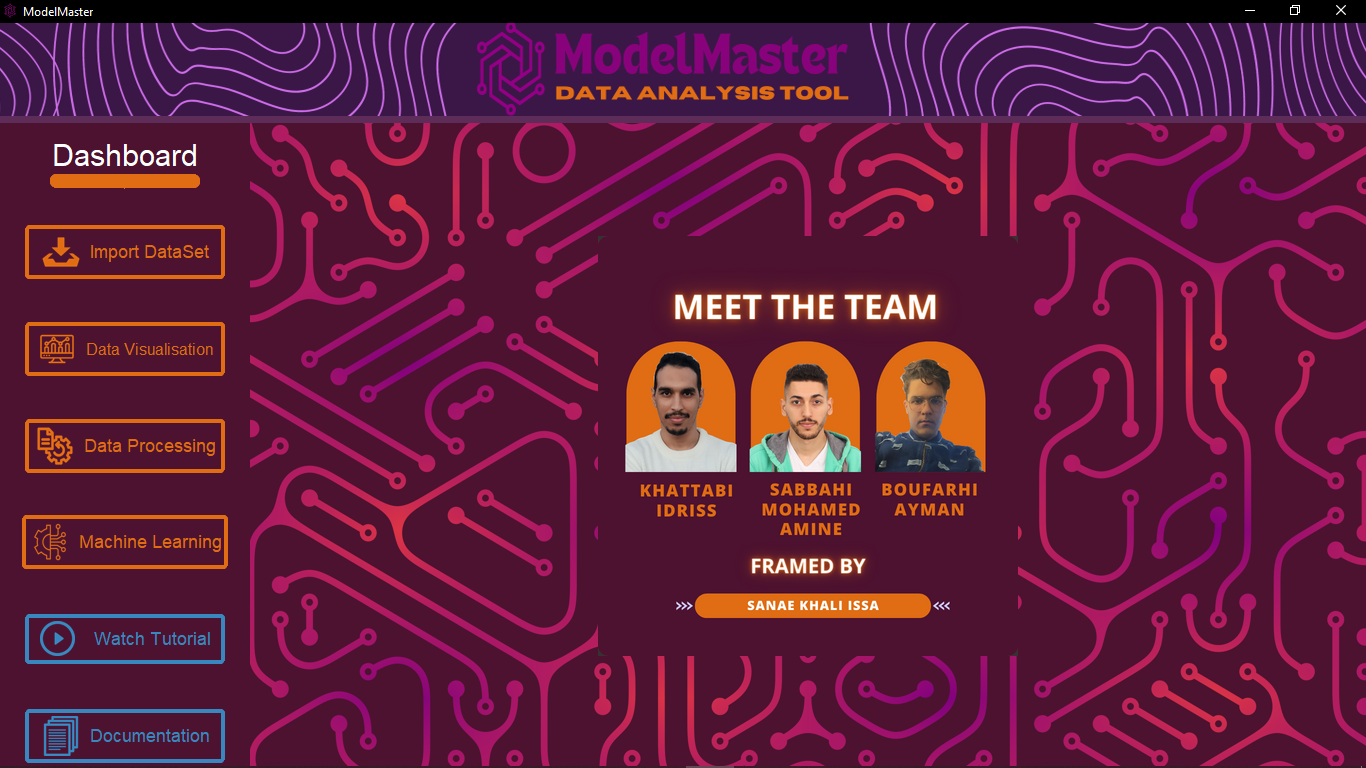 ModelMaster
ModelMaster
DATA ANALYSIS TOOL
Dashboard
Import DataSet
Data Visualisation
Data Processing
Machine Learning
Watch Tutorial
Documentation
MEET THE TEAM
KHATTABI
IDRISS
SABBAHI
MOHAMED
AMINE
BOUFARHI
AYMAN
FRAMED BY
>>> SANAE KHALI ISSA <<<